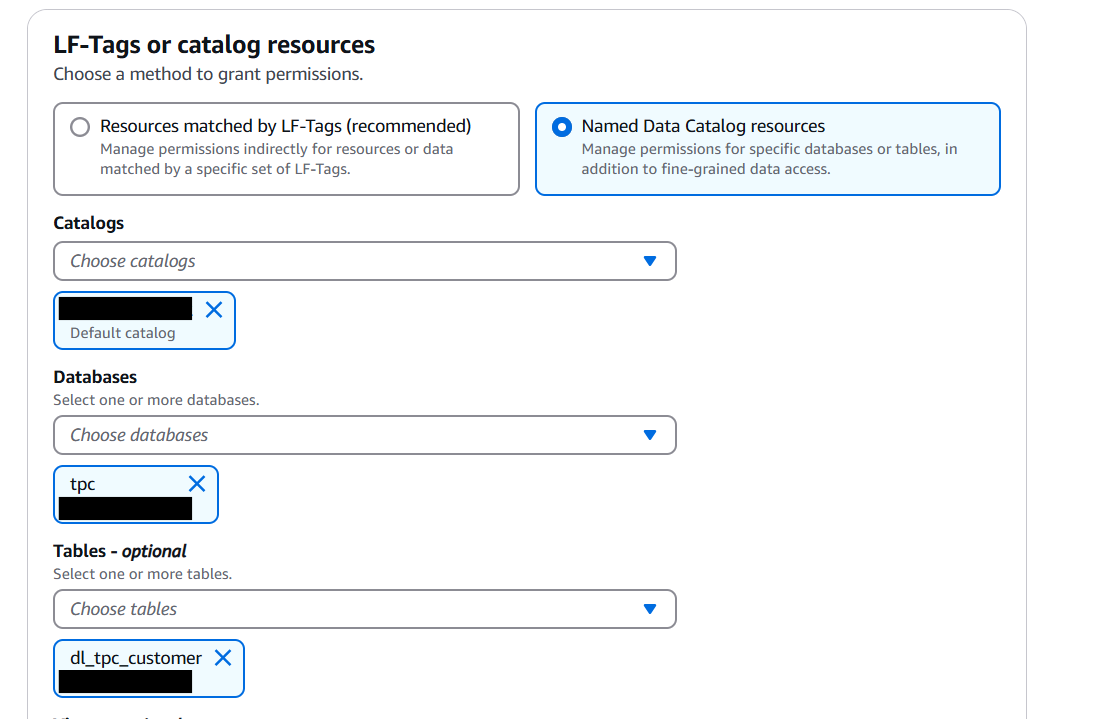 LF-Tags or catalog resources
Choose a method to grant permissions.
Resources matched by LF-Tags (recommended)
Manage permissions indirectly for resources or data
matched by a specific set of LF-Tags.
Named Data Catalog resources
Manage permissions for specific databases or tables, in
addition to fine-grained data access.
Catalogs
Choose catalogs
Default catalog
Databases
Select one or more databases.
Choose databases
tpc
Tables - optional
Select one or more tables.
Choose tables
dl_tpc_customer